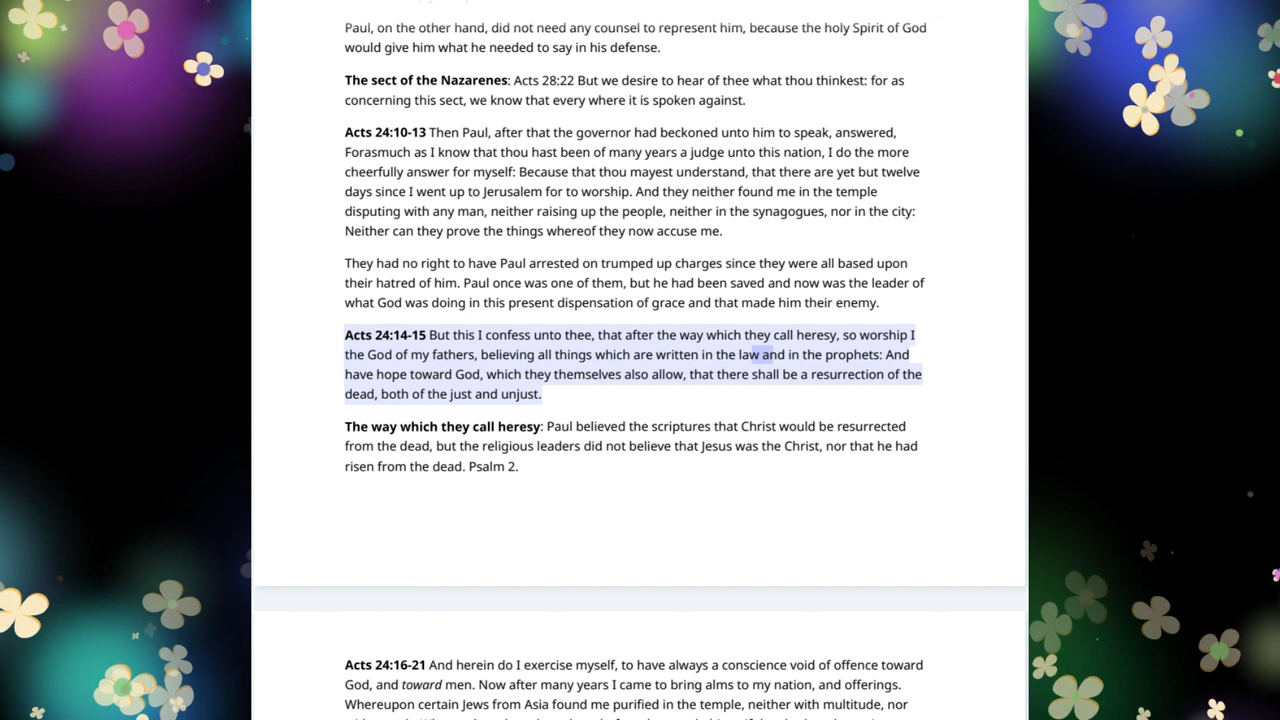 Paul, on the other hand, did not need any counsel to represent him, because the holy Spirit of God
would give him what he needed to say in his defense.
The sect of the Nazarenes: Acts 28:22 But we desire to hear of thee what thou thinkest: for as
concerning this sect, we know that every where it is spoken against.
Acts 24:10-13 Then Paul, after that the governor had beckoned unto him to speak, answered,
Forasmuch as I know that thou hast been of many years a judge unto this nation, I do the more
cheerfully answer for myself: Because that thou mayest understand, that there are yet but twelve
days since I went up to Jerusalem for to worship. And they neither found me in the temple
disputing with any man, neither raising up the people, neither in the synagogues, nor in the city:
Neither can they prove the things whereof they now accuse me.
They had no right to have Paul arrested on trumped up charges since they were all based upon
their hatred of him. Paul once was one of them, but he had been saved and now was the leader of
what God was doing in this present dispensation of grace and that made him their enemy.
Acts 24:14-15 But this I confess unto thee, that after the way which they call heresy, so worship I
the God of my fathers, believing all things which are written in the law and in the prophets: And
have hope toward God, which they themselves also allow, that there shall be a resurrection of the
dead, both of the just and unjust.
The way which they call heresy: Paul believed the scriptures that Christ would be resurrected
from the dead, but the religious leaders did not believe that Jesus was the Christ, nor that he had
risen from the dead. Psalm 2.
Acts 24:16-21 And herein do I exercise myself, to have always a conscience void of offence toward
God, and toward men. Now after many years I came to bring alms to my nation, and offerings.
Whereupon certain Jews from Asia found me purified in the temple, neither with multitude, nor